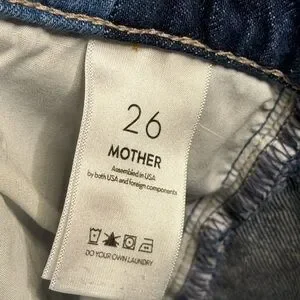 26
MOTHER
Assembled in USA
by both USA and foreign components
DO YOUR OWN LAUNDRY